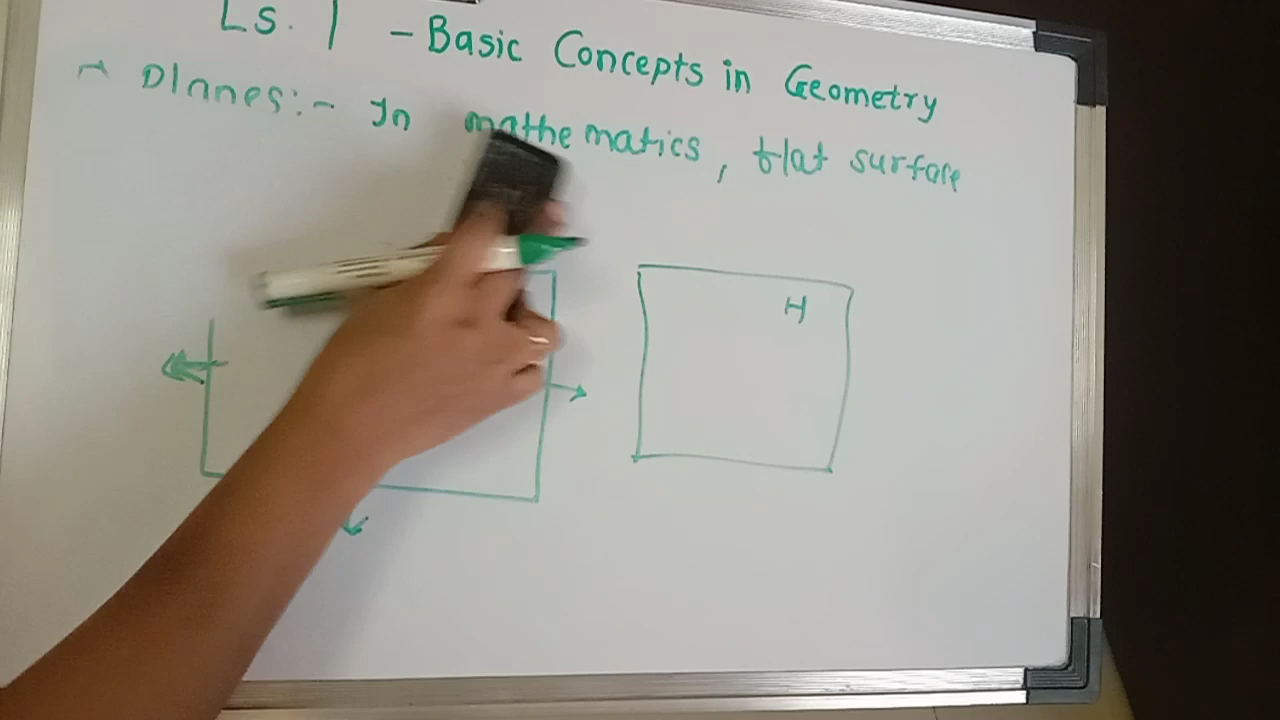 Ls. 1 - Basic Concepts in Geometry
Planes:- In mathematics, flat surface
H